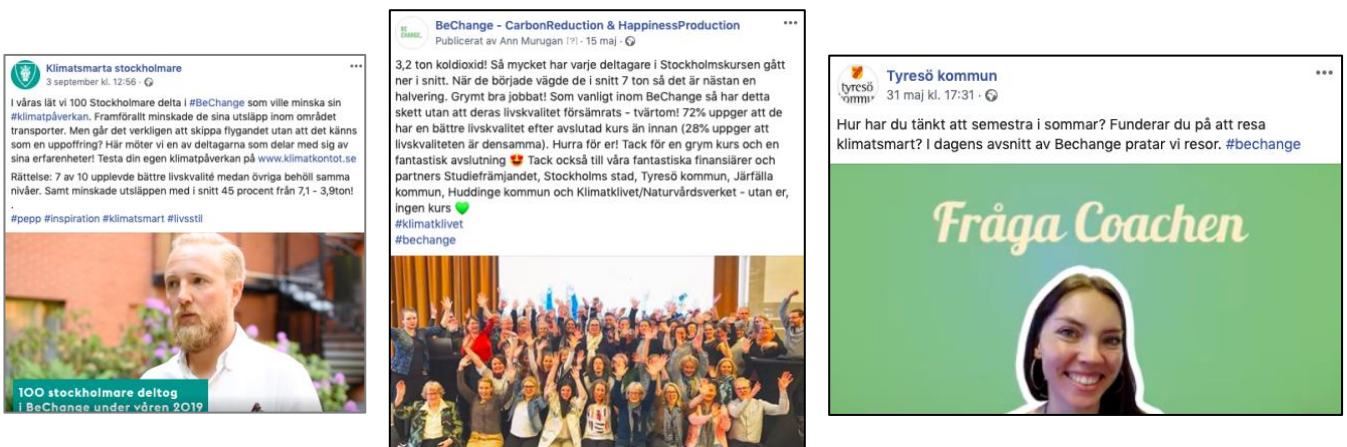 Klimatsmarta stockholmare
3 september kl. 12:56 ·
I våras lät vi 100 Stockholmare delta i #BeChange som ville minska sin
#klimatpåverkan. Framförallt minskade de sina utsläpp inom området
transporter. Men går det verkligen att skippa flygandet utan att det känns
som en uppoffring? Här möter vi en av deltagarna som delar med sig av
sina erfarenheter! Testa din egen klimatpåverkan på www.klimatkontot.se
Rättelse: 7 av 10 upplevde bättre livskvalité medan övriga behöll samma
nivåer. Samt minskade utsläppen med i snitt 45 procent från 7,1 - 3,9ton!
.
#pepp #inspiration #klimatsmart #livsstil
100 stockholmare deltog
i BeChange under våren 2019
BE
CHANGE.
BeChange - CarbonReduction & HappinessProduction
Publicerat av Ann Murugan [?] · 15 maj ·
3,2 ton koldioxid! Så mycket har varje deltagare i Stockholmskursen gått
ner i snitt. När de började vägde de i snitt 7 ton så det är nästan en
halvering. Grymt bra jobbat! Som vanligt inom BeChange så har detta
skett utan att deras livskvalitet försämrats - tvärtom! 72% uppger att de
har en bättre livskvalitet efter avslutad kurs än innan (28% uppger att
livskvaliteten är densamma). Hurra för er! Tack för en grym kurs och en
fantastisk avslutning 🤩 Tack också till våra fantastiska finansiärer och
partners Studiefrämjandet, Stockholms stad, Tyresö kommun, Järfälla
kommun, Huddinge kommun och Klimatklivet/Naturvårdsverket - utan er,
ingen kurs 💚
#klimatklivet
#bechange
tyresö
kommun
Tyresö kommun
31 maj kl. 17:31 ·
Hur har du tänkt att semestra i sommar? Funderar du på att resa
klimatsmart? I dagens avsnitt av Bechange pratar vi resor. #bechange
Fråga Coachen